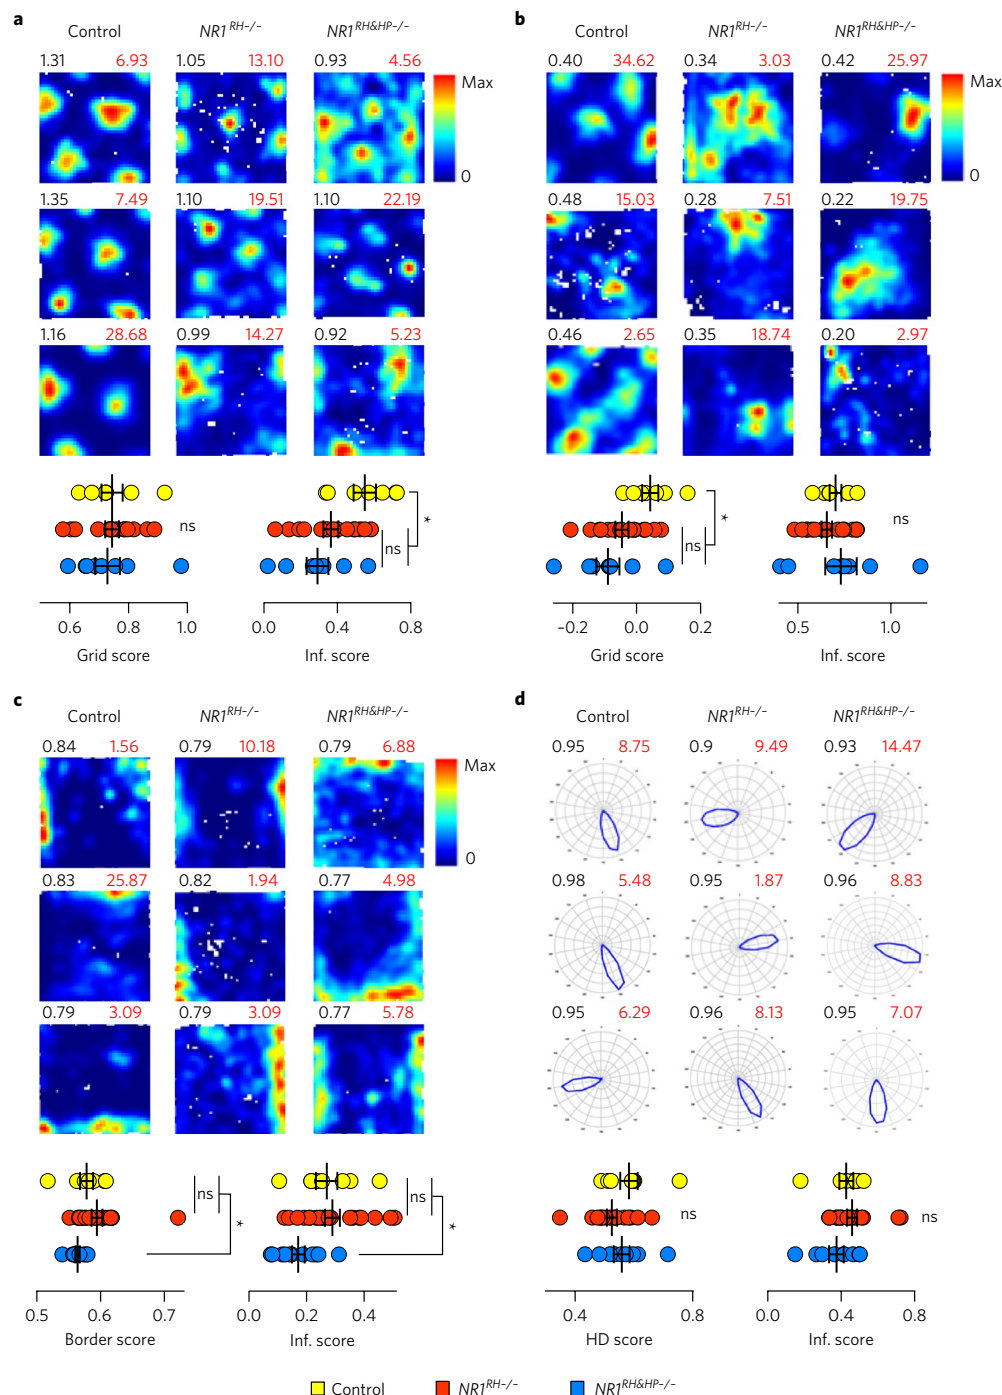 a
Control NR1RH−/− NR1RH&HP−/−
1.31 6.93 1.05 13.10 0.93 4.56
Max
0
1.35 7.49 1.10 19.51 1.10 22.19
1.16 28.68 0.99 14.27 0.92 5.23
ns
ns
*
0.6 0.8 1.0
Grid score
0.0 0.4 0.8
Inf. score
b
Control NR1RH−/− NR1RH&HP−/−
0.40 34.62 0.34 3.03 0.42 25.97
Max
0
0.48 15.03 0.28 7.51 0.22 19.75
0.46 2.65 0.35 18.74 0.20 2.97
ns
*
ns
-0.2 0.0 0.2
Grid score
0.5 1.0
Inf. score
c
Control NR1RH−/− NR1RH&HP−/−
0.84 1.56 0.79 10.18 0.79 6.88
Max
0
0.83 25.87 0.82 1.94 0.77 4.98
0.79 3.09 0.79 3.09 0.77 5.78
ns
*
ns
*
0.5 0.6 0.7
Border score
0.0 0.2 0.4
Inf. score
d
Control NR1RH−/− NR1RH&HP−/−
0.95 8.75 0.9 9.49 0.93 14.47
0.98 5.48 0.95 1.87 0.96 8.83
0.95 6.29 0.96 8.13 0.95 7.07
ns
ns
0.4 0.8
HD score
0.0 0.4 0.8
Inf. score
Control NR1RH−/− NR1RH&HP−/−